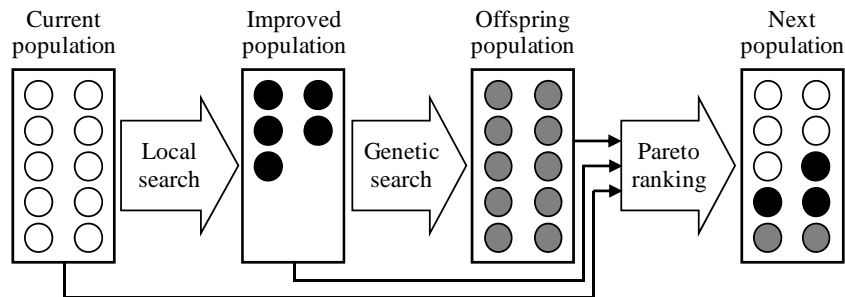 Current
population
Improved
population
Offspring
population
Next
population
Local
search
Genetic
search
Pareto
ranking